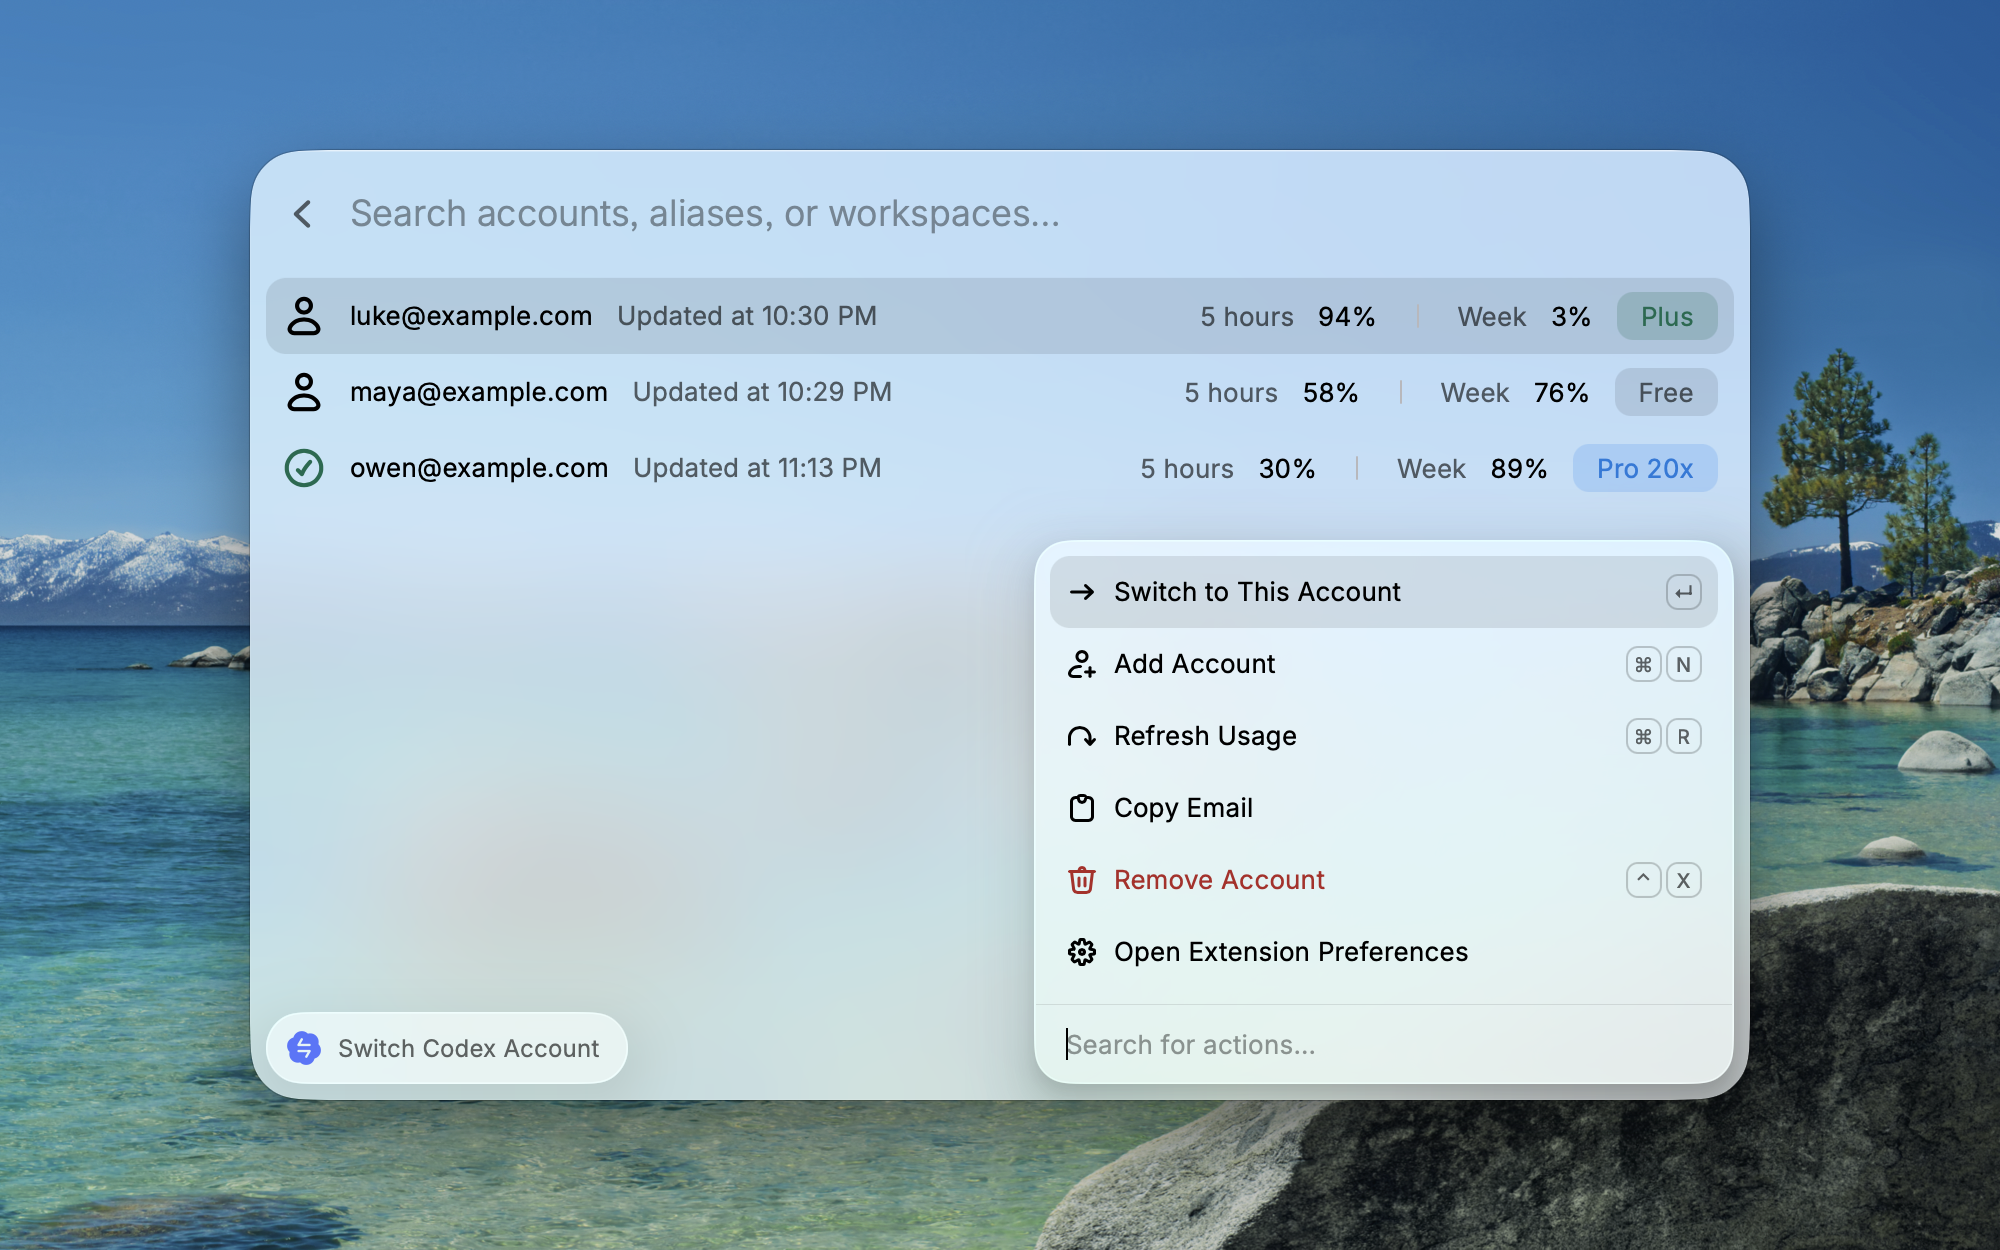 Search accounts, aliases, or workspaces...
luke@example.com Updated at 10:30 PM 5 hours 94% Week 3% Plus
maya@example.com Updated at 10:29 PM 5 hours 58% Week 76% Free
owen@example.com Updated at 11:13 PM 5 hours 30% Week 89% Pro 20x
Switch to This Account ↵
Add Account ⌘ N
Refresh Usage ⌘ R
Copy Email
Remove Account ^ X
Open Extension Preferences
Search for actions...
Switch Codex Account